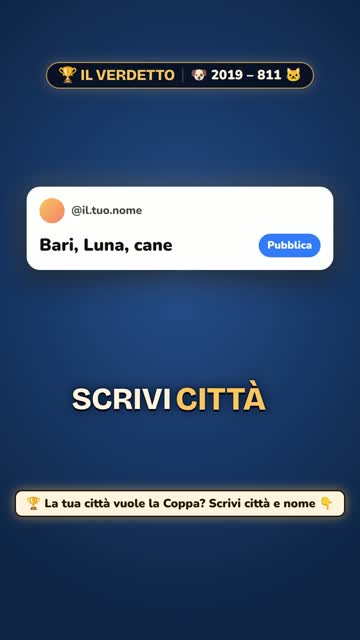 🏆 IL VERDETTO | 🐶 2019 – 811 🐱
@il.tuo.nome
Bari, Luna, cane
Pubblica
SCRIVI CITTÀ
🏆 La tua città vuole la Coppa? Scrivi città e nome 👇